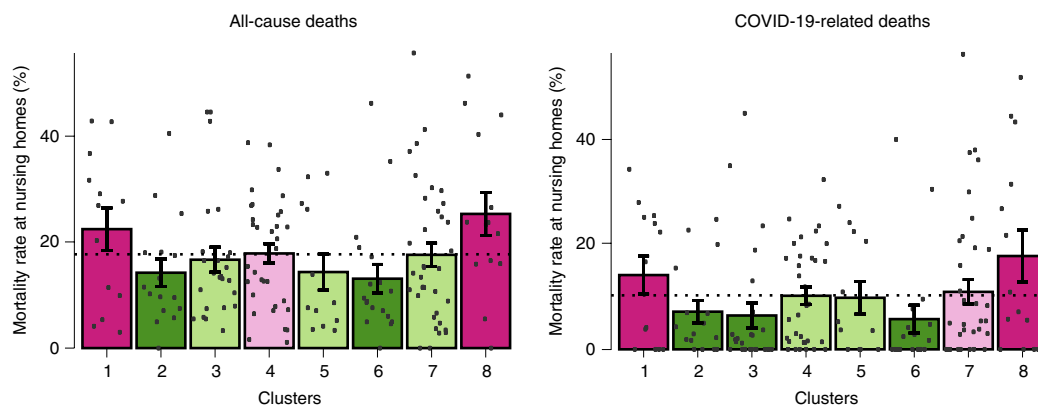 All-cause deaths
Mortality rate at nursing homes (%)
40
20
0
1 2 3 4 5 6 7 8
Clusters
COVID-19-related deaths
Mortality rate at nursing homes (%)
40
20
0
1 2 3 4 5 6 7 8
Clusters